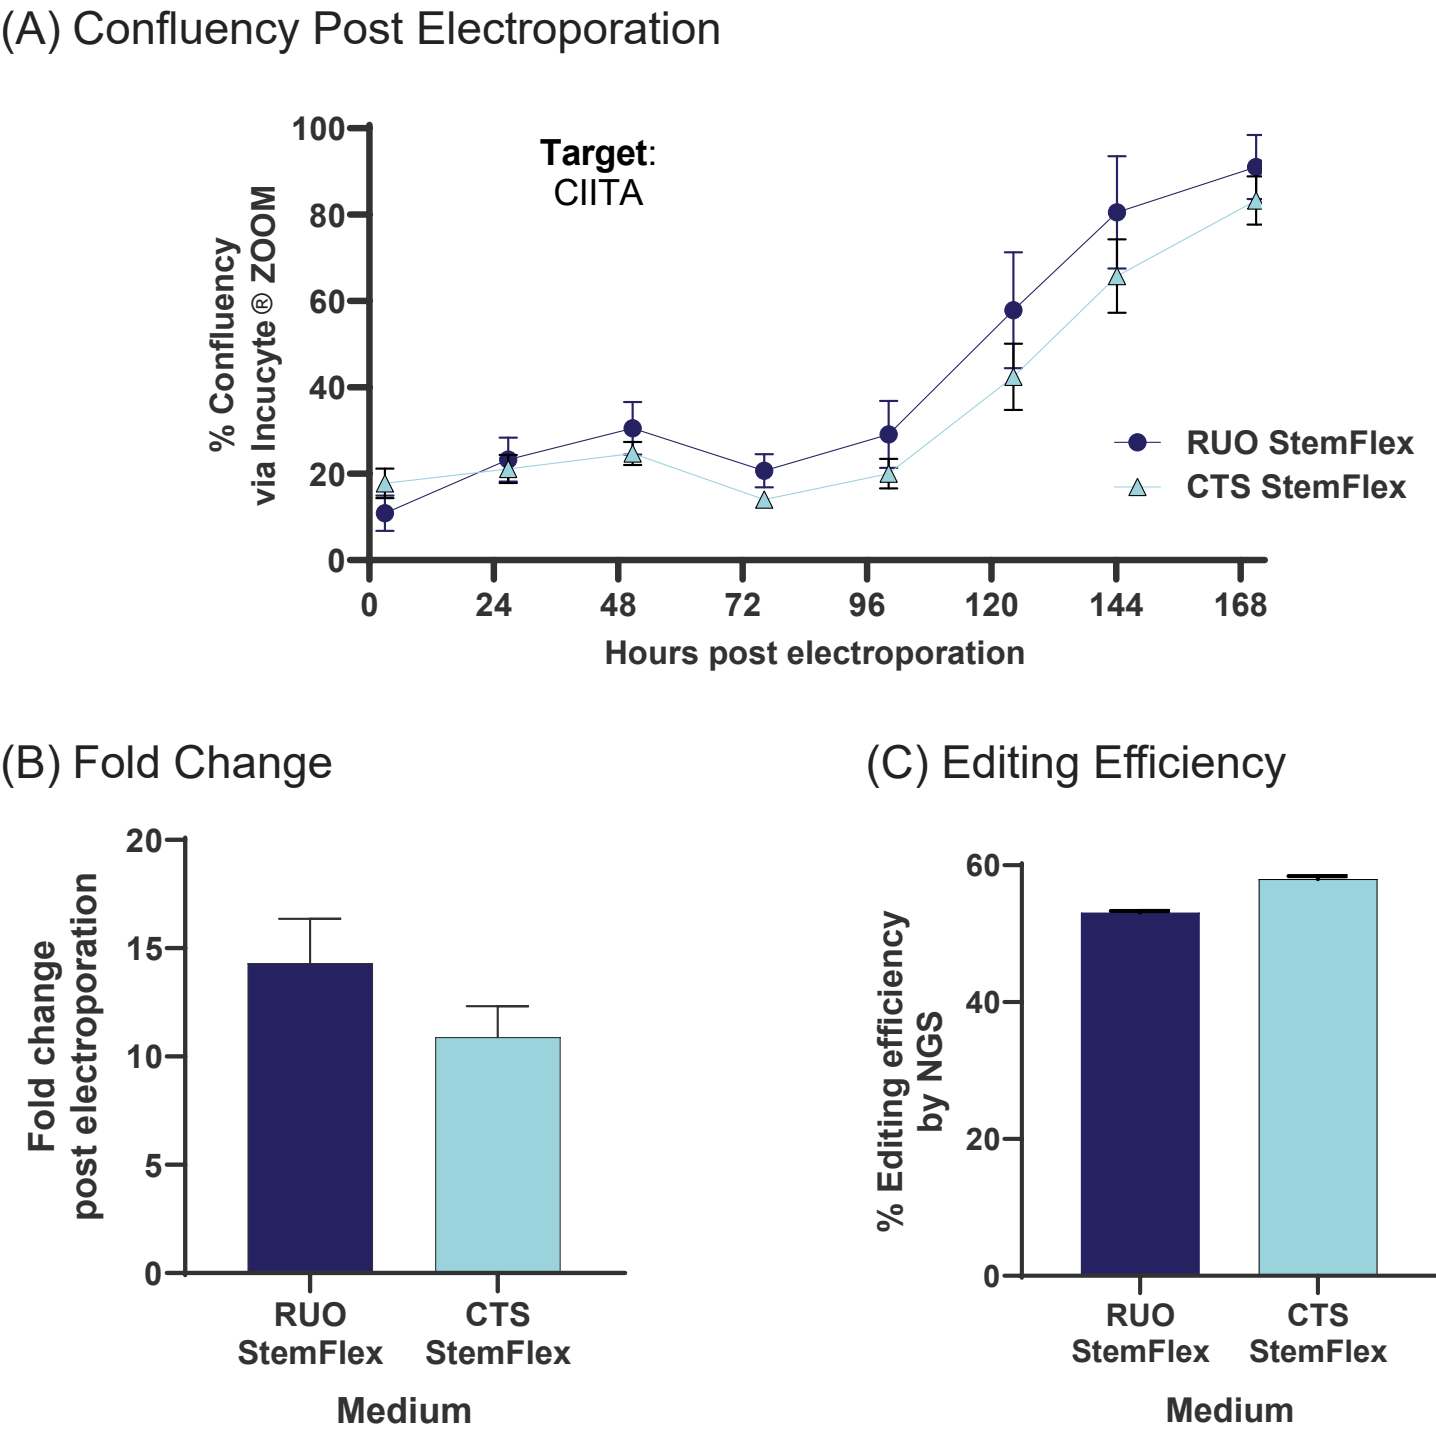 (A) Confluency Post Electroporation
100
80
60
40
20
0
% Confluency
via Incucyte® ZOOM
Target:
CIITA
RUO StemFlex
CTS StemFlex
0 24 48 72 96 120 144 168
Hours post electroporation
(B) Fold Change
20
15
10
5
0
Fold change
post electroporation
RUO
StemFlex
CTS
StemFlex
Medium
(C) Editing Efficiency
60
40
20
0
% Editing efficiency
by NGS
RUO
StemFlex
CTS
StemFlex
Medium